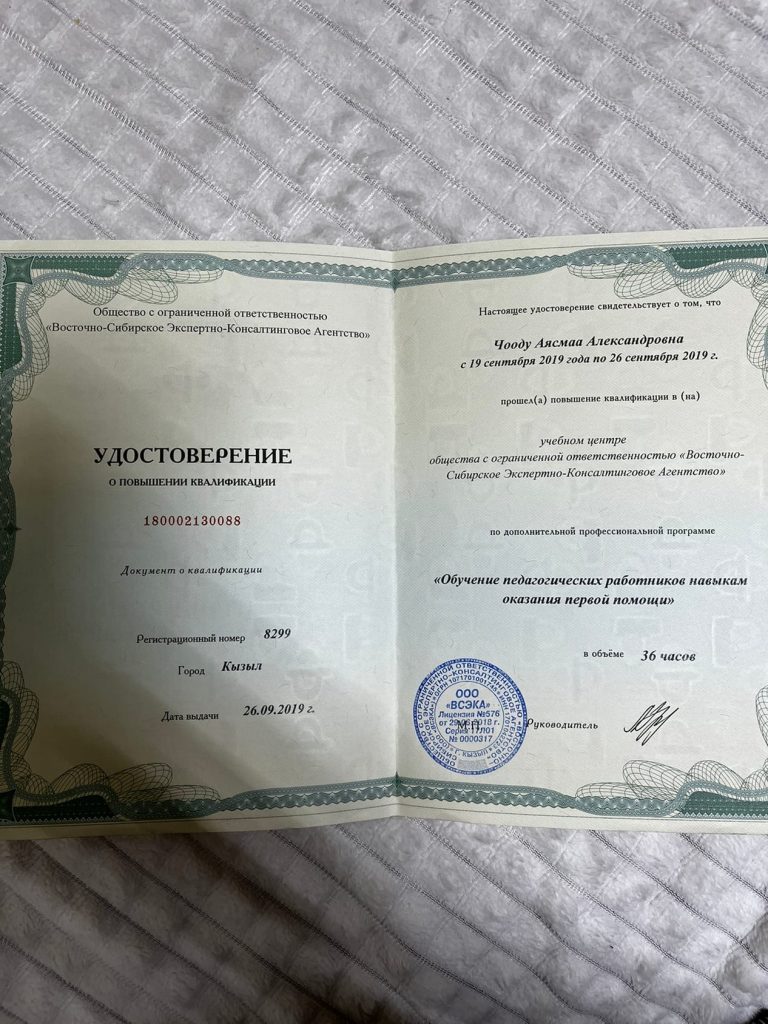 Общество с ограниченной ответственностью
«Восточно-Сибирское Экспертно-Консалтинговое Агентство»
УДОСТОВЕРЕНИЕ
О ПОВЫШЕНИИ КВАЛИФИКАЦИИ
180002130088
Документ о квалификации
Регистрационный номер 8299
Город Кызыл
Дата выдачи 26.09.2019 г.
Настоящее удостоверение свидетельствует о том, что
Чооду Аясмаа Александровна
с 19 сентября 2019 года по 26 сентября 2019 г.
прошел(а) повышение квалификации в (на)
учебном центре
общества с ограниченной ответственностью «Восточно-
Сибирское Экспертно-Консалтинговое Агентство»
по дополнительной профессиональной программе
«Обучение педагогических работников навыкам
оказания первой помощи»
в объёме 36 часов
М.П.
Руководитель
ООО
«ВСЭКА»
Лицензия №576
Серия 17Л01
№ 0000317